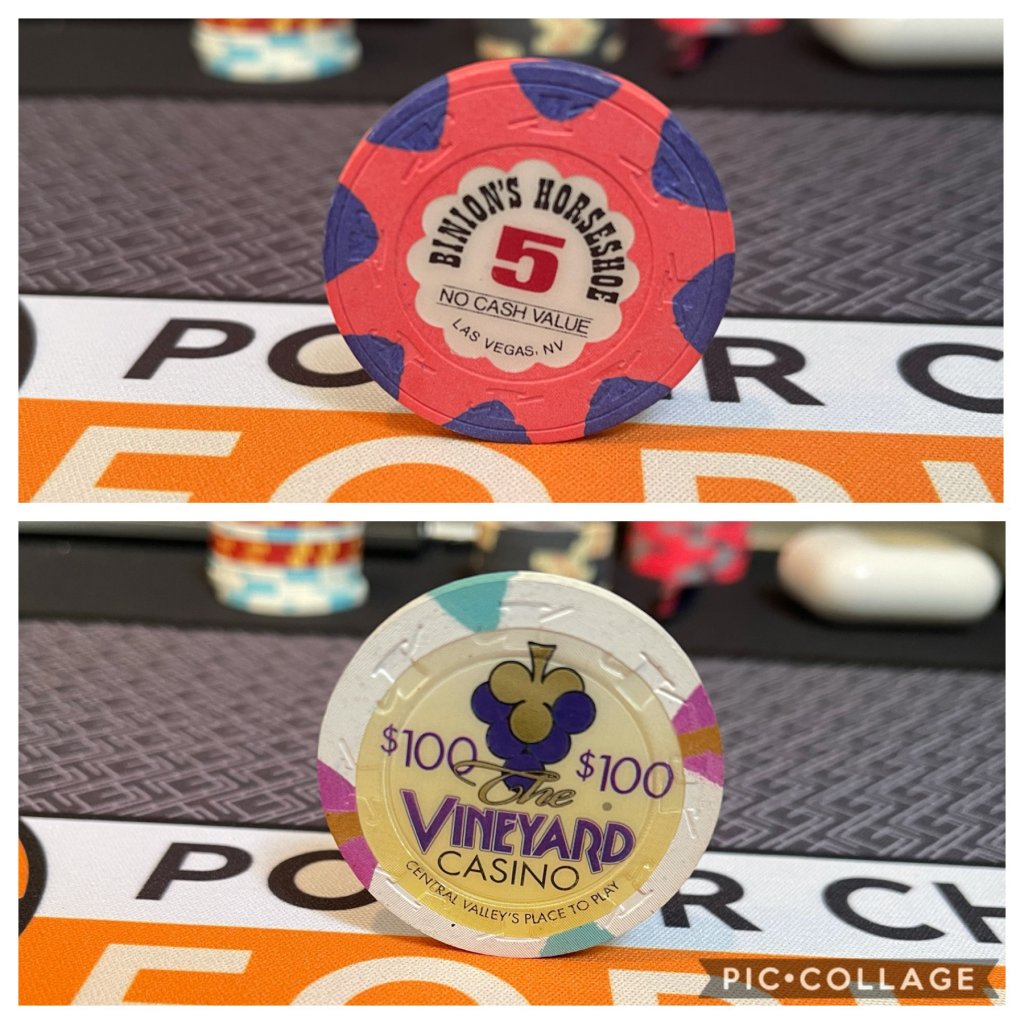 BINION'S HORSESHOE
5
NO CASH VALUE
LAS VEGAS, NV
$100 $100
The
VINEYARD
CASINO
CENTRAL VALLEY'S PLACE TO PLAY
PIC•COLLAGE